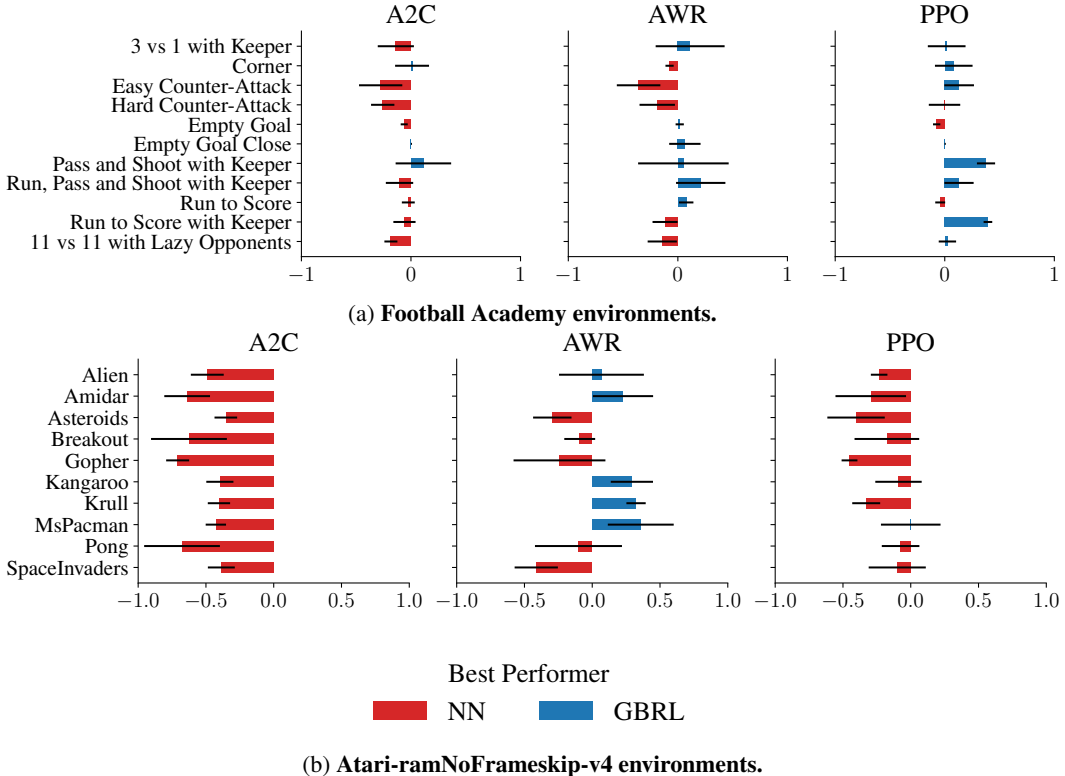 A2C AWR PPO
3 vs 1 with Keeper
Corner
Easy Counter-Attack
Hard Counter-Attack
Empty Goal
Empty Goal Close
Pass and Shoot with Keeper
Run, Pass and Shoot with Keeper
Run to Score
Run to Score with Keeper
11 vs 11 with Lazy Opponents
−1 0 1 −1 0 1 −1 0 1
(a) Football Academy environments.
A2C AWR PPO
Alien
Amidar
Asteroids
Breakout
Gopher
Kangaroo
Krull
MsPacman
Pong
SpaceInvaders
−1.0 −0.5 0.0 0.5 1.0 −1.0 −0.5 0.0 0.5 1.0 −1.0 −0.5 0.0 0.5 1.0
Best Performer
NN GBRL
(b) Atari-ramNoFrameskip-v4 environments.